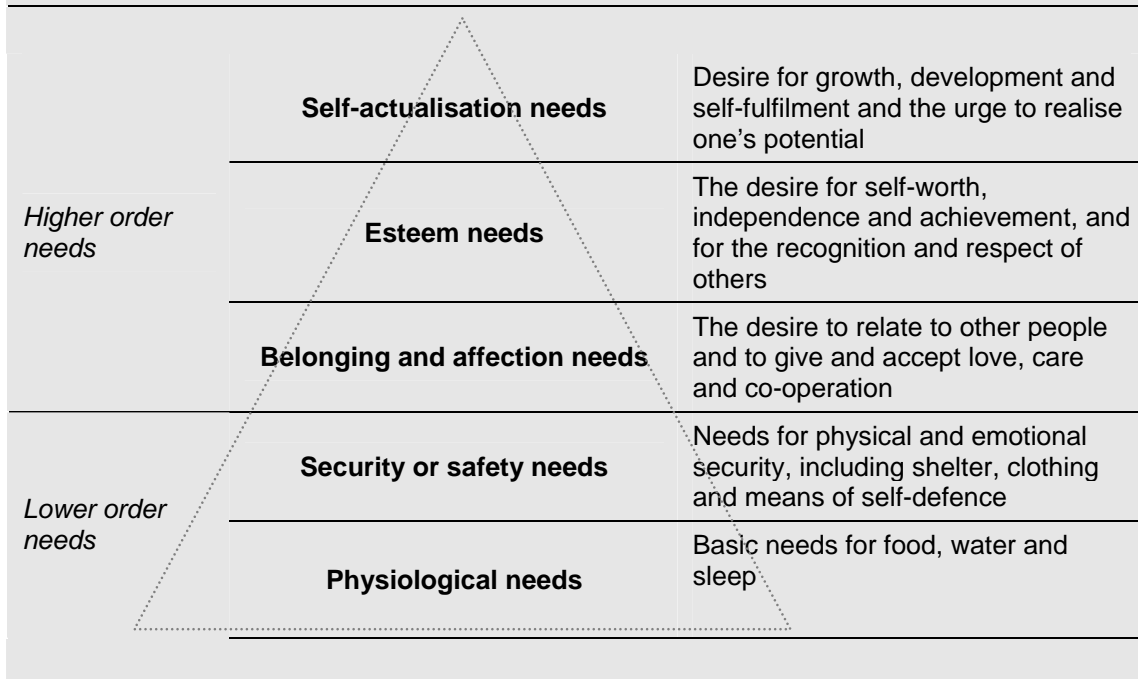 Self-actualisation needs
Desire for growth, development and
self-fulfilment and the urge to realise
one’s potential
Higher order
needs
Esteem needs
The desire for self-worth,
independence and achievement, and
for the recognition and respect of
others
Belonging and affection needs
The desire to relate to other people
and to give and accept love, care
and co-operation
Lower order
needs
Security or safety needs
Needs for physical and emotional
security, including shelter, clothing
and means of self-defence
Physiological needs
Basic needs for food, water and
sleep